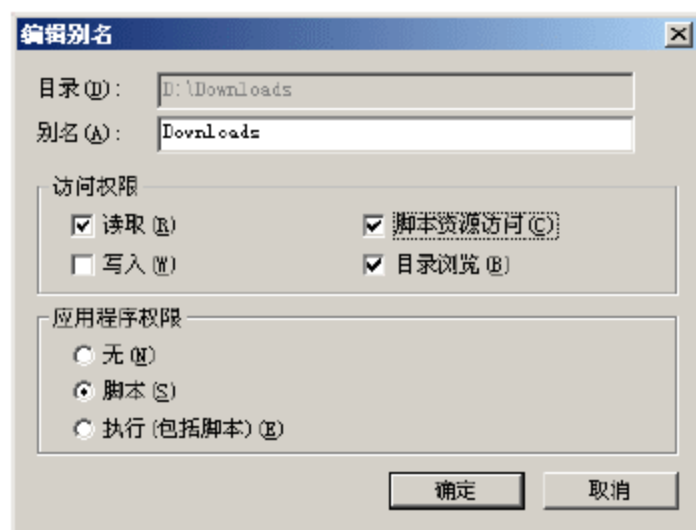 编辑别名
目录(D): D:\Downloads
别名(A): Downloads
访问权限
读取(R) 脚本资源访问(C)
写入(W) 目录浏览(B)
应用程序权限
无(N)
脚本(S)
执行(包括脚本)(E)
确定 取消